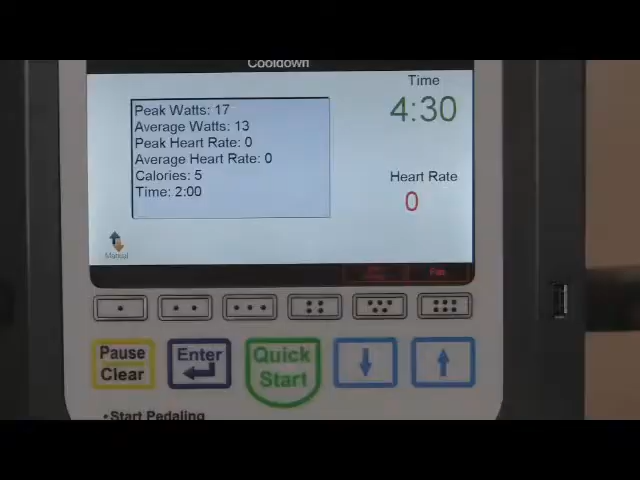 Cooldown
Time
4:30
Peak Watts: 17
Average Watts: 13
Peak Heart Rate: 0
Average Heart Rate: 0
Calories: 5
Time: 2:00
Heart Rate
0
Manual
Fan
Pause
Clear
Enter
Quick
Start
•Start Pedaling